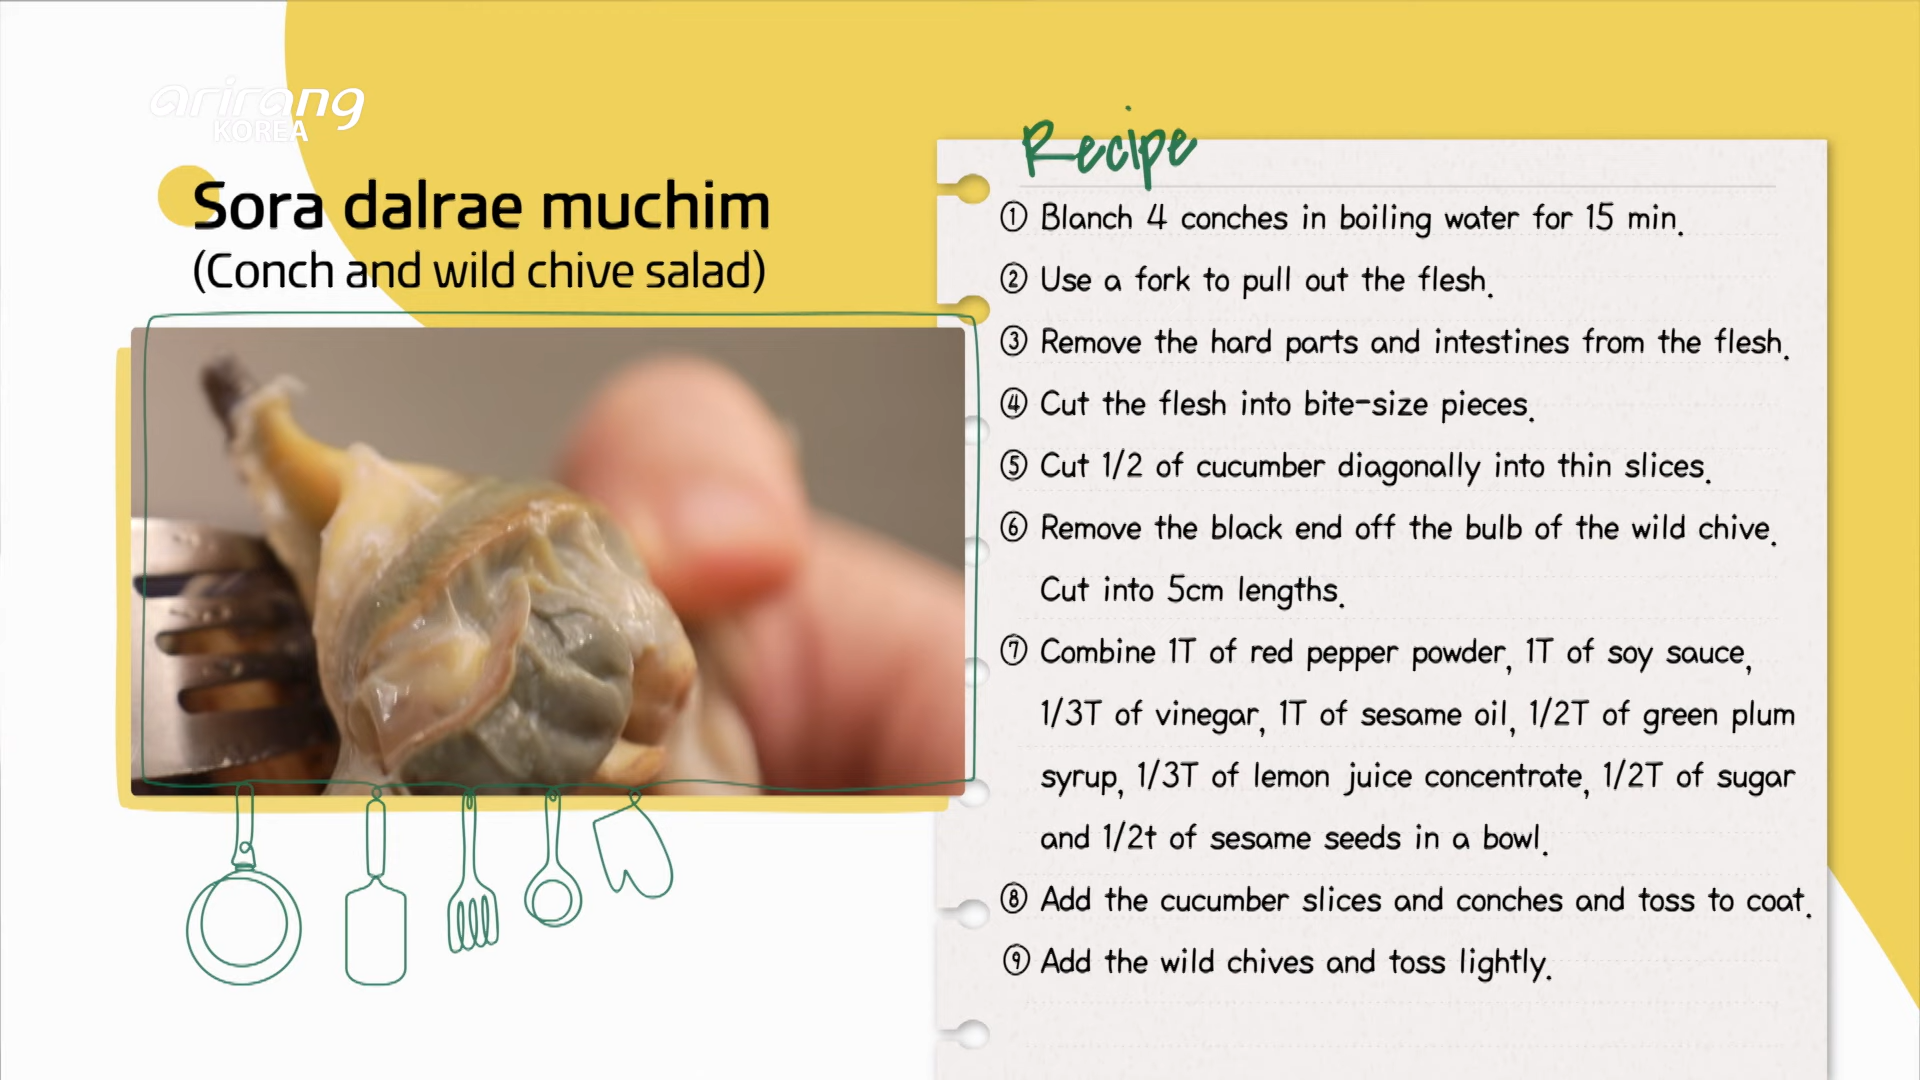 arirang
KOREA
Sora dalrae muchim
(Conch and wild chive salad)
Recipe
① Blanch 4 conches in boiling water for 15 min.
② Use a fork to pull out the flesh.
③ Remove the hard parts and intestines from the flesh.
④ Cut the flesh into bite-size pieces.
⑤ Cut 1/2 of cucumber diagonally into thin slices.
⑥ Remove the black end off the bulb of the wild chive.
Cut into 5cm lengths.
⑦ Combine 1T of red pepper powder, 1T of soy sauce,
1/3T of vinegar, 1T of sesame oil, 1/2T of green plum
syrup, 1/3T of lemon juice concentrate, 1/2T of sugar
and 1/2t of sesame seeds in a bowl.
⑧ Add the cucumber slices and conches and toss to coat.
⑨ Add the wild chives and toss lightly.